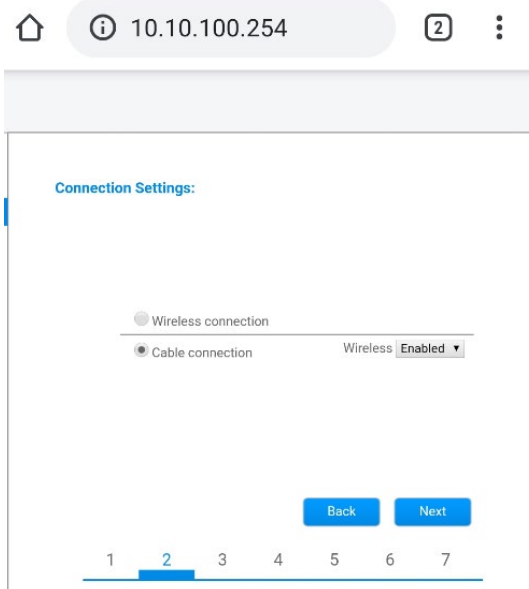 10.10.100.254 2
Connection Settings:
Wireless connection
Cable connection Wireless Enabled
Back Next
1 2 3 4 5 6 7